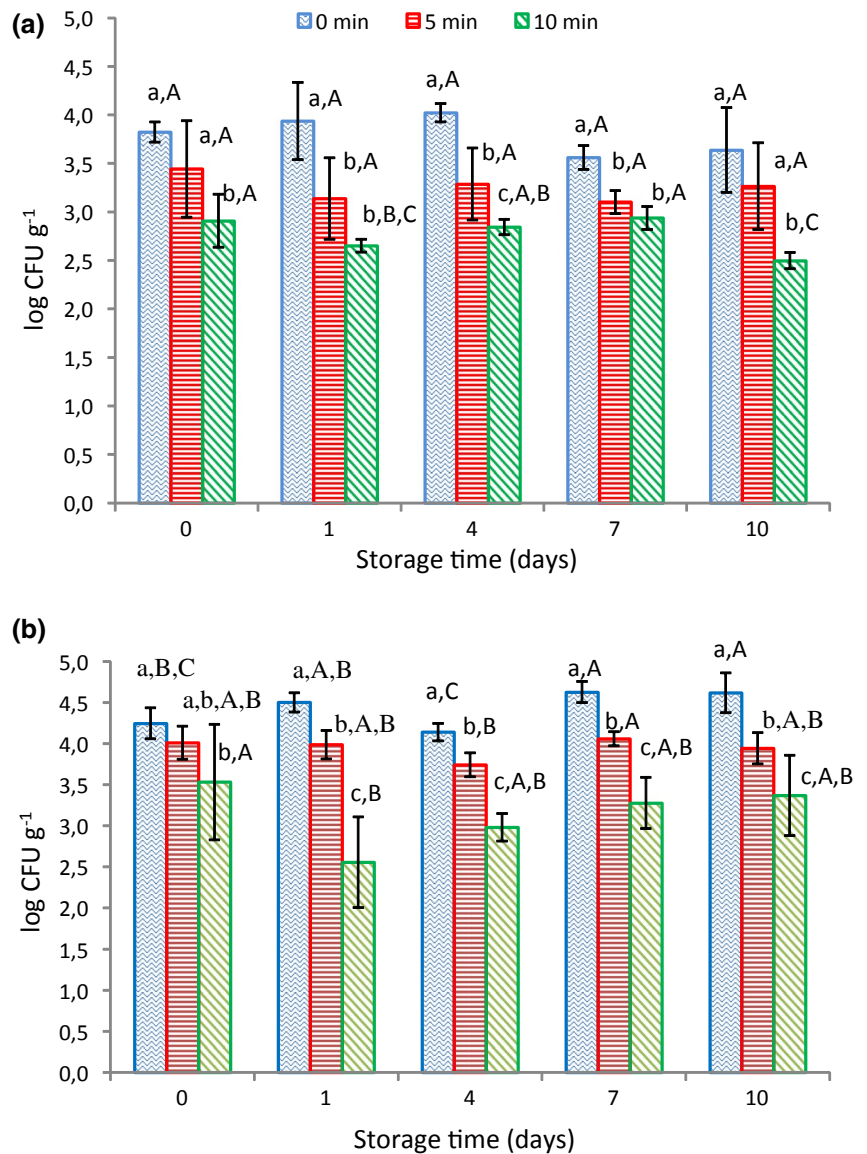 (a)
0 min 5 min 10 min
5,0
4,5
4,0
3,5
3,0
2,5
2,0
1,5
1,0
0,5
0,0
log CFU g⁻¹
a,A a,A b,A
a,A b,A b,B,C
a,A b,A c,A,B
a,A b,A b,A
a,A a,A b,C
0 1 4 7 10
Storage time (days)
(b)
5,0
4,5
4,0
3,5
3,0
2,5
2,0
1,5
1,0
0,5
0,0
log CFU g⁻¹
a,B,C a,b,A,B b,A
a,A,B b,A,B c,B
a,C b,B c,A,B
a,A b,A c,A,B
a,A b,A,B c,A,B
0 1 4 7 10
Storage time (days)